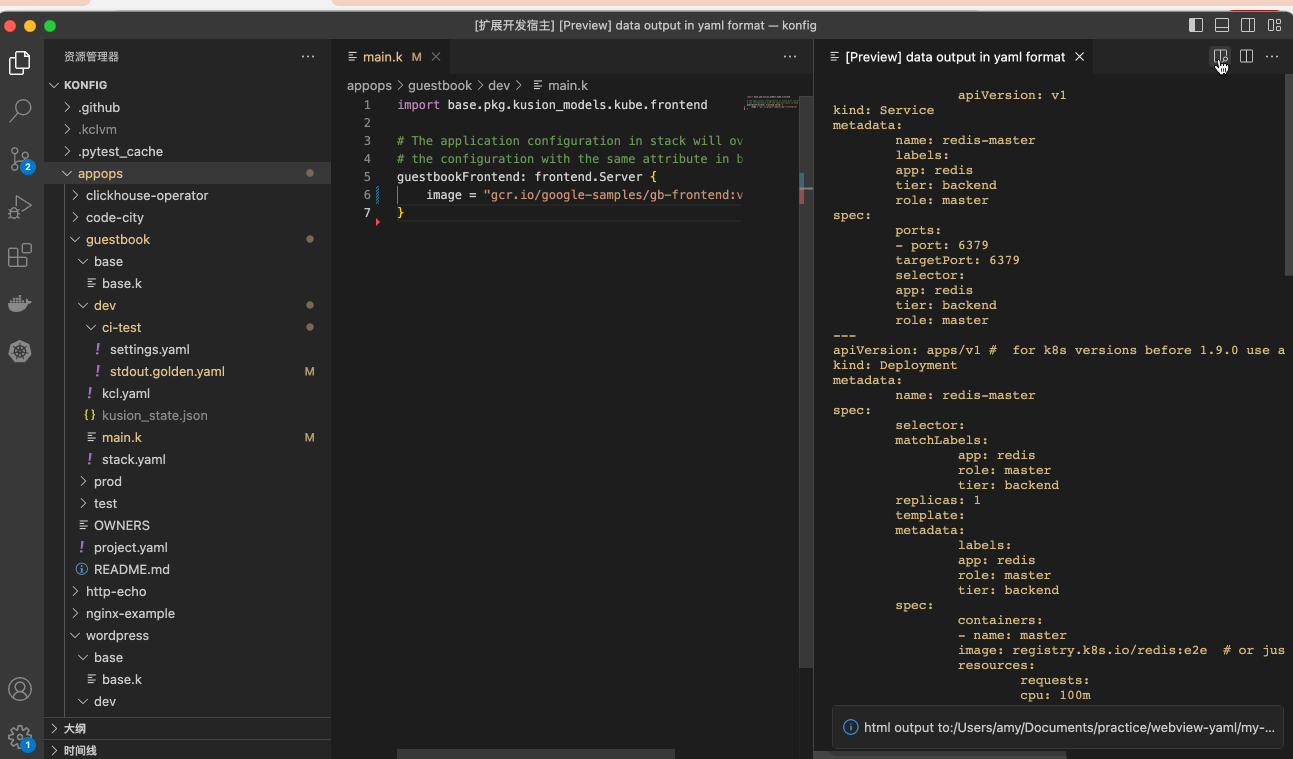 [扩展开发宿主] [Preview] data output in yaml format — konfig
资源管理器
KONFIG
.github
.kclvm
.pytest_cache
appops
clickhouse-operator
code-city
guestbook
base
base.k
dev
ci-test
settings.yaml
stdout.golden.yaml M
kcl.yaml
kusion_state.json
main.k M
stack.yaml
prod
test
OWNERS
project.yaml
README.md
http-echo
nginx-example
wordpress
base
base.k
dev
大纲
时间线
2
1
main.k M
appops > guestbook > dev > main.k
1 import base.pkg.kusion_models.kube.frontend
2
3 # The application configuration in stack will ov
4 # the configuration with the same attribute in b
5 guestbookFrontend: frontend.Server {
6 image = "gcr.io/google-samples/gb-frontend:v
7 }
[Preview] data output in yaml format
apiVersion: v1
kind: Service
metadata:
name: redis-master
labels:
app: redis
tier: backend
role: master
spec:
ports:
- port: 6379
targetPort: 6379
selector:
app: redis
tier: backend
role: master
---
apiVersion: apps/v1 # for k8s versions before 1.9.0 use a
kind: Deployment
metadata:
name: redis-master
spec:
selector:
matchLabels:
app: redis
role: master
tier: backend
replicas: 1
template:
metadata:
labels:
app: redis
role: master
tier: backend
spec:
containers:
- name: master
image: registry.k8s.io/redis:e2e # or jus
resources:
requests:
cpu: 100m
html output to:/Users/amy/Documents/practice/webview-yaml/my-...